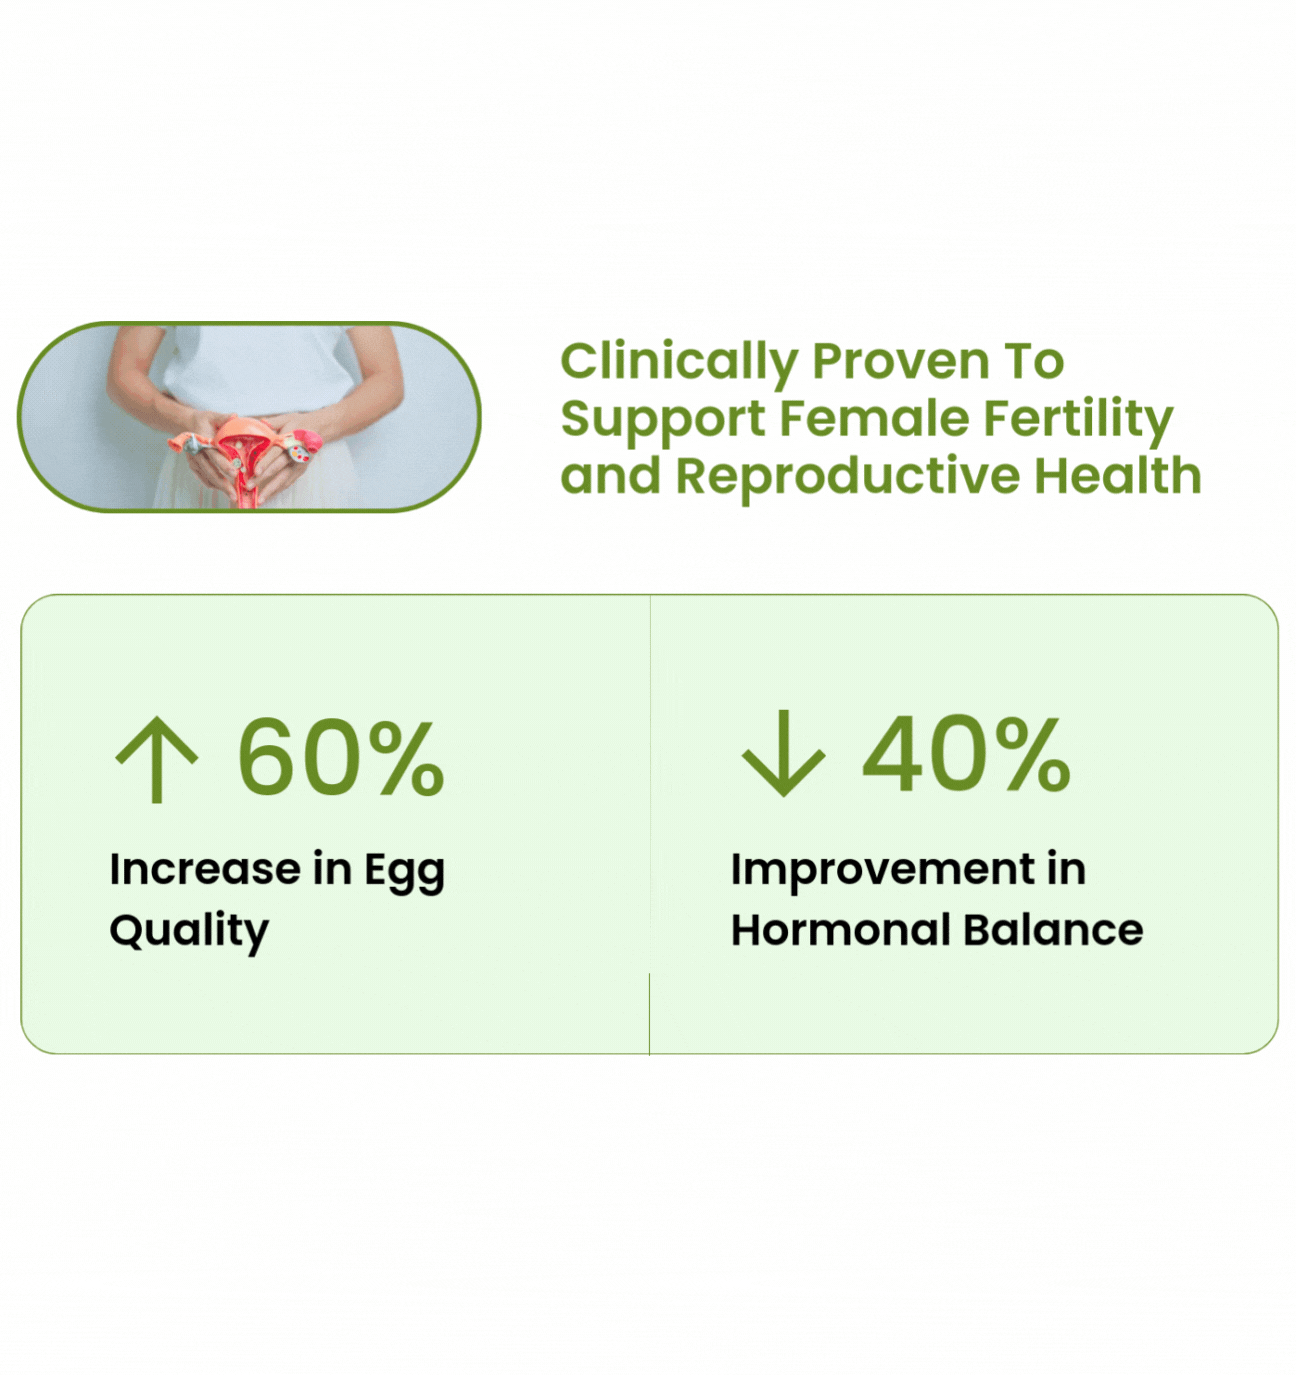 Clinically Proven To
Support Female Fertility
and Reproductive Health
↑ 60%
Increase in Egg
Quality
↓ 40%
Improvement in
Hormonal Balance